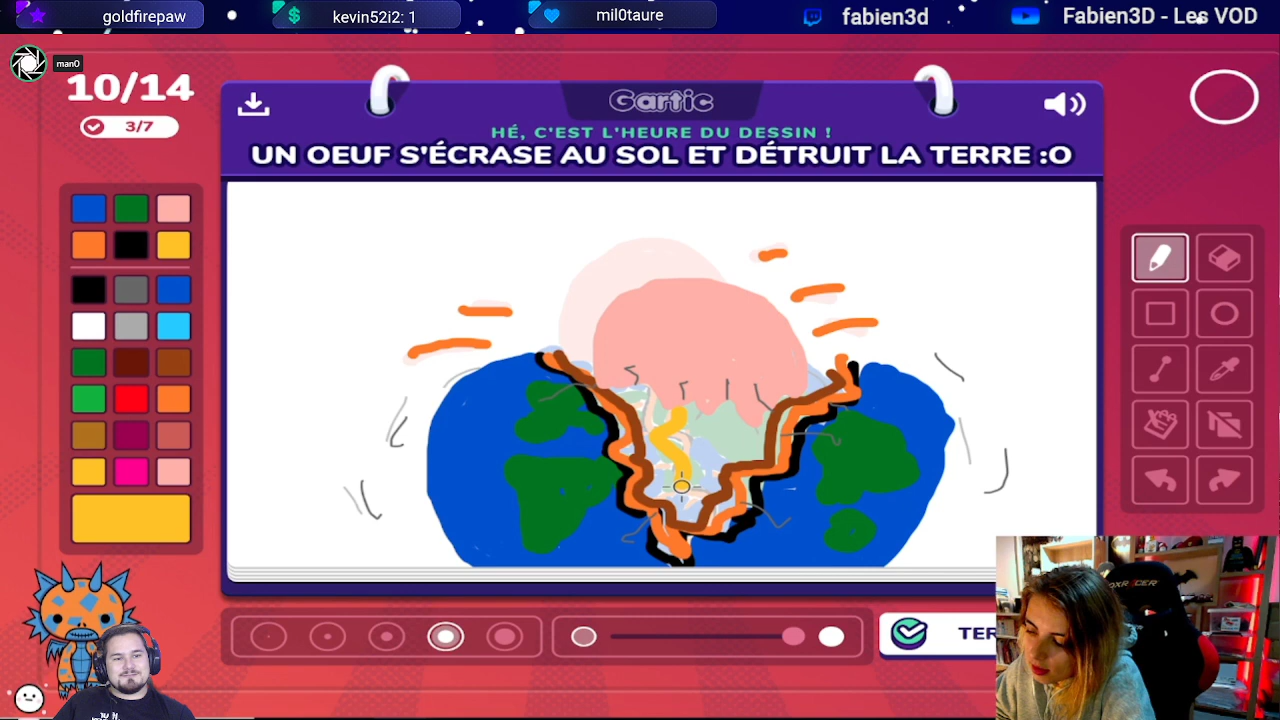 goldfirepaw
kevin52i2: 1
mil0taure
fabien3d
Fabien3D - Les VOD
man0
10/14
3/7
Gartic
HÉ, C'EST L'HEURE DU DESSIN !
UN OEUF S'ÉCRASE AU SOL ET DÉTRUIT LA TERRE :O
TER